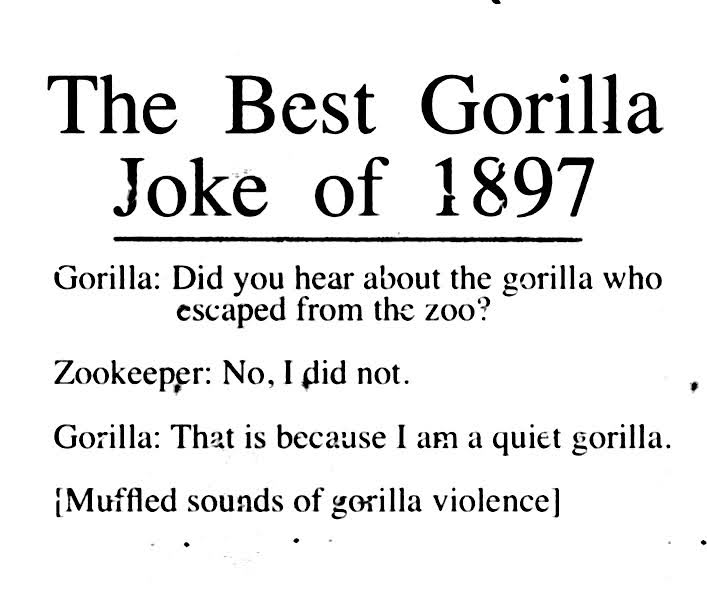 The Best Gorilla
Joke of 1897
Gorilla: Did you hear about the gorilla who
escaped from the zoo?
Zookeeper: No, I did not.
Gorilla: That is because I am a quiet gorilla.
[Muffled sounds of gorilla violence]